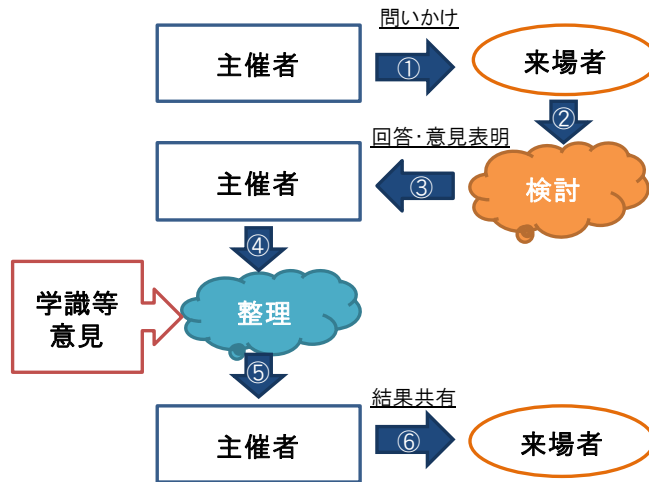 問いかけ
主催者
①
来場者
②
回答・意見表明
主催者
③
検討
④
学識等
意見
整理
⑤
結果共有
主催者
⑥
来場者